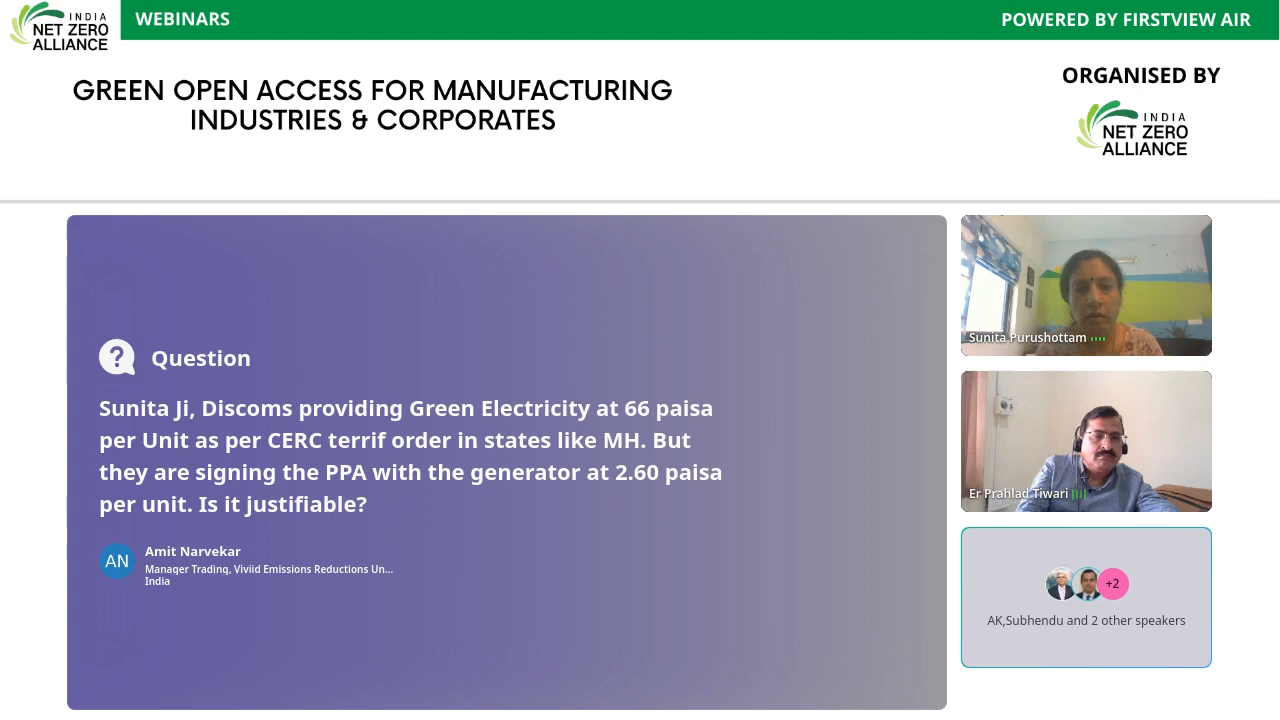 INDIA
NET ZERO
ALLIANCE
WEBINARS
POWERED BY FIRSTVIEW AIR
GREEN OPEN ACCESS FOR MANUFACTURING
INDUSTRIES & CORPORATES
ORGANISED BY
INDIA
NET ZERO
ALLIANCE
? Question
Sunita Ji, Discoms providing Green Electricity at 66 paisa
per Unit as per CERC terrif order in states like MH. But
they are signing the PPA with the generator at 2.60 paisa
per unit. Is it justifiable?
AN
Amit Narvekar
Manager Trading, Viviid Emissions Reductions Un...
India
Sunita Purushottam
Er Prahlad Tiwari
+2
AK,Subhendu and 2 other speakers